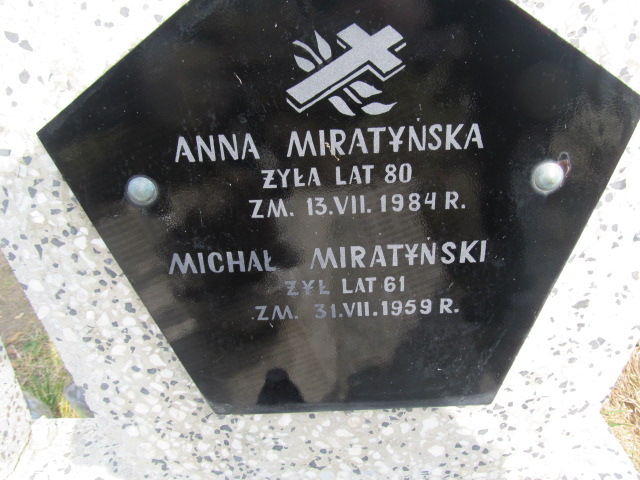 ANNA MIRATYŃSKA
ŻYŁA LAT 80
ZM. 13.VII.1984 R.
MICHAŁ MIRATYŃSKI
ŻYŁ LAT 61
ZM. 31.VII.1959 R.